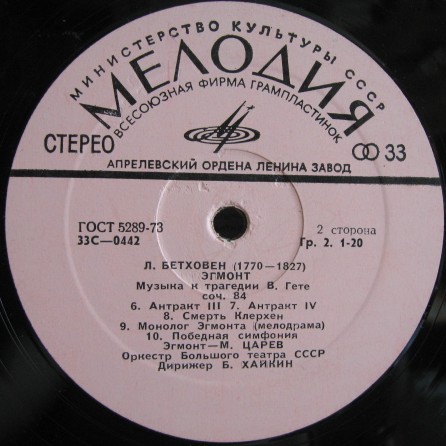 МИНИСТЕРСТВО КУЛЬТУРЫ СССР
МЕЛОДИЯ
ВСЕСОЮЗНАЯ ФИРМА ГРАМПЛАСТИНОК
СТЕРЕО 33
АПРЕЛЕВСКИЙ ОРДЕНА ЛЕНИНА ЗАВОД
ГОСТ 5289-73 2 сторона
33С—0442 Гр. 2. 1-20
Л. БЕТХОВЕН (1770—1827)
ЭГМОНТ
Музыка к трагедии В. Гете
соч. 84
6. Антракт III 7. Антракт IV
8. Смерть Клерхен
9. Монолог Эгмонта (мелодрама)
10. Победная симфония
Эгмонт—М. ЦАРЕВ
Оркестр Большого театра СССР
Дирижер Б. ХАЙКИН